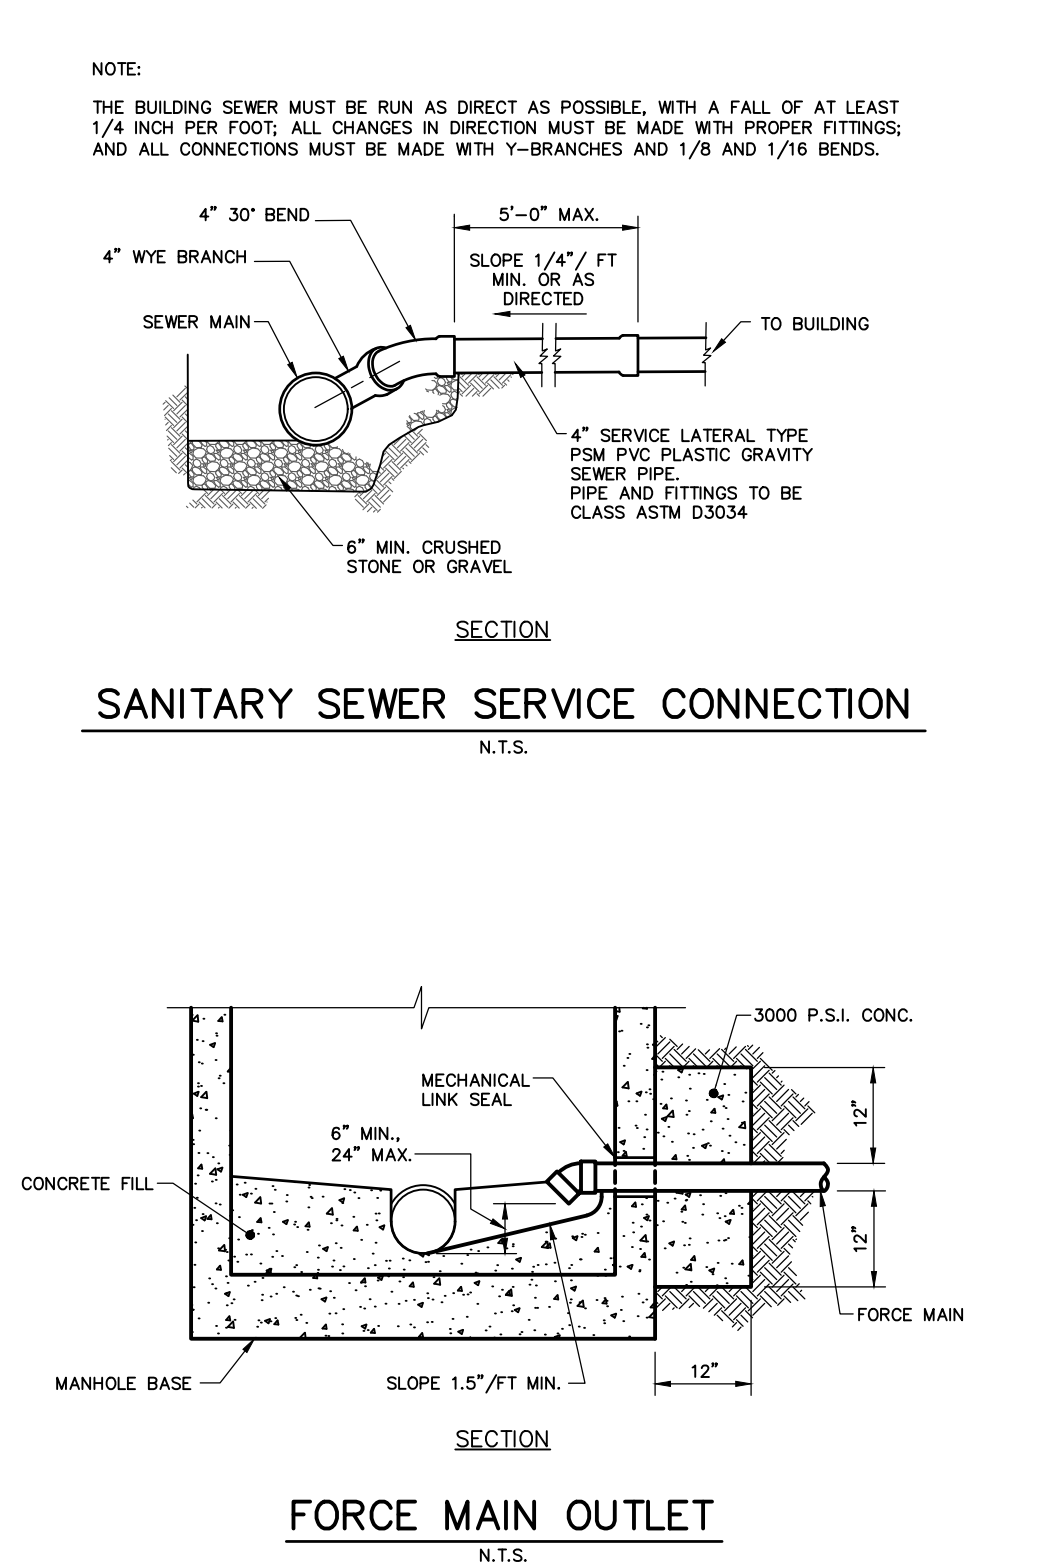 NOTE:
THE BUILDING SEWER MUST BE RUN AS DIRECT AS POSSIBLE, WITH A FALL OF AT LEAST
1/4 INCH PER FOOT; ALL CHANGES IN DIRECTION MUST BE MADE WITH PROPER FITTINGS;
AND ALL CONNECTIONS MUST BE MADE WITH Y-BRANCHES AND 1/8 AND 1/16 BENDS.
4" 30° BEND
5'-0" MAX.
4" WYE BRANCH
SLOPE 1/4"/ FT
MIN. OR AS
DIRECTED
SEWER MAIN
TO BUILDING
4" SERVICE LATERAL TYPE
PSM PVC PLASTIC GRAVITY
SEWER PIPE.
PIPE AND FITTINGS TO BE
CLASS ASTM D3034
6" MIN. CRUSHED
STONE OR GRAVEL
SECTION
SANITARY SEWER SERVICE CONNECTION
N.T.S.
3000 P.S.I. CONC.
MECHANICAL
LINK SEAL
12"
6" MIN.,
24" MAX.
CONCRETE FILL
12"
FORCE MAIN
12"
MANHOLE BASE
SLOPE 1.5"/FT MIN.
SECTION
FORCE MAIN OUTLET
N.T.S.